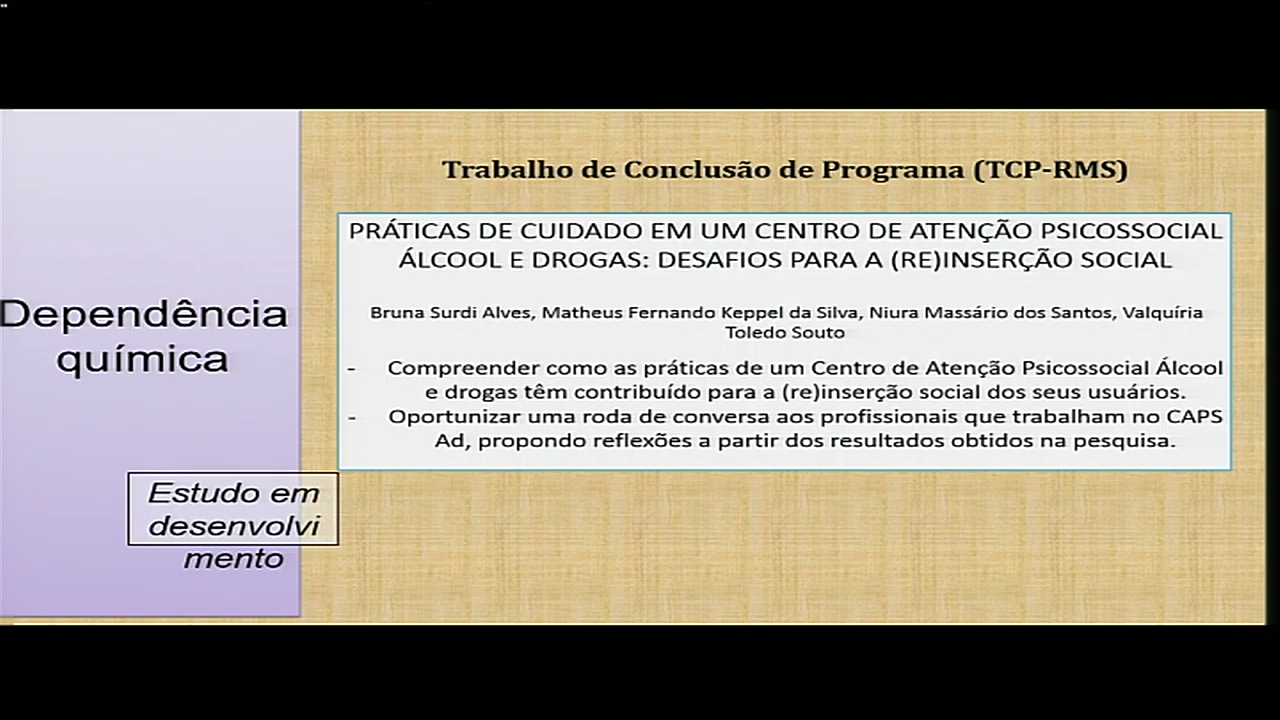 Dependência
química
Estudo em
desenvolvi
mento
Trabalho de Conclusão de Programa (TCP-RMS)
PRÁTICAS DE CUIDADO EM UM CENTRO DE ATENÇÃO PSICOSSOCIAL
ÁLCOOL E DROGAS: DESAFIOS PARA A (RE)INSERÇÃO SOCIAL
Bruna Surdi Alves, Matheus Fernando Keppel da Silva, Niura Massário dos Santos, Valquíria
Toledo Souto
- Compreender como as práticas de um Centro de Atenção Psicossocial Álcool
e drogas têm contribuído para a (re)inserção social dos seus usuários.
- Oportunizar uma roda de conversa aos profissionais que trabalham no CAPS
Ad, propondo reflexões a partir dos resultados obtidos na pesquisa.